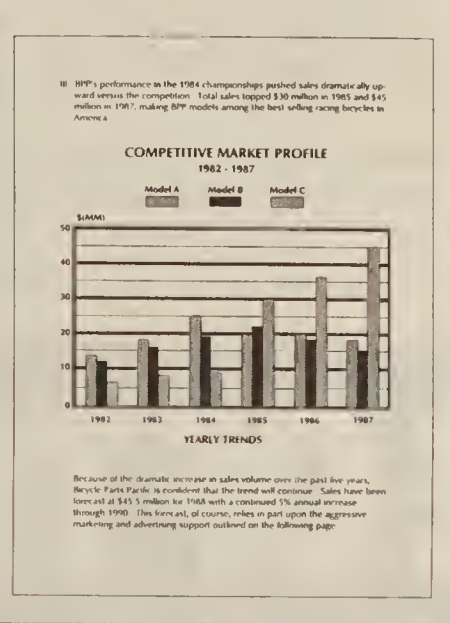 III BPP's performance in the 1984 championships pushed sales dramatically up-
ward versus the competition. Total sales topped $30 million in 1985 and $45
million in 1987, making BPP models among the best selling racing bicycles in
America
COMPETITIVE MARKET PROFILE
1982 - 1987
Model A Model B Model C
$(MM)
50
40
30
20
10
0
1982 1983 1984 1985 1986 1987
YEARLY TRENDS
Because of the dramatic increase in sales volume over the past five years,
Bicycle Parts Pacific is confident that the trend will continue. Sales have been
forecast at $45.5 million for 1988 with a continued 5% annual increase
through 1990. This forecast, of course, relies in part upon the aggressive
marketing and advertising support outlined on the following page